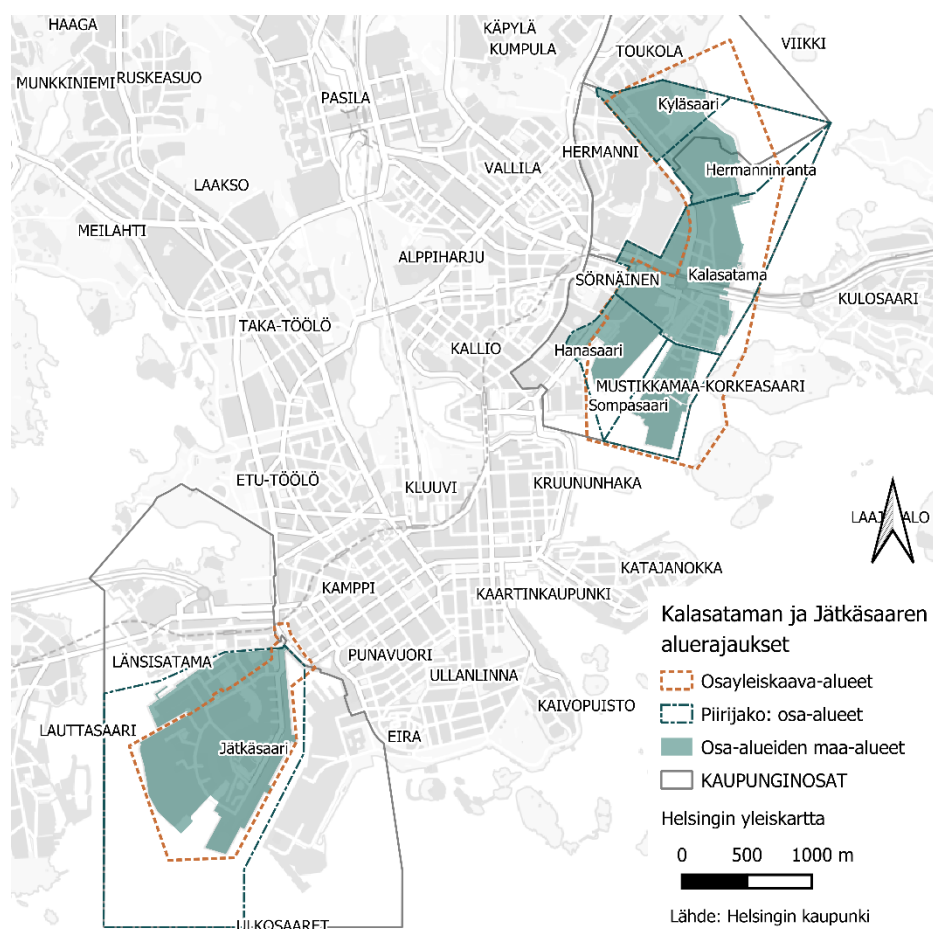 HAAGA
KÄPYLÄ
KUMPULA
TOUKOLA
VIIKKI
MUNKKINIEMI
RUSKEASUO
PASILA
Kyläsaari
HERMANNI
VALLILA
Hermanninranta
LAAKSO
MEILAHTI
ALPPIHARJU
SÖRNÄINEN
Kalasatama
KULOSAARI
TAKA-TÖÖLÖ
KALLIO
Hanasaari
MUSTIKKAMAA-KORKEASAARI
Sompasaari
ETU-TÖÖLÖ
KLUUVI
KRUUNUNHAKA
LAAJASALO
KATAJANOKKA
KAMPPI
KAARTINKAUPUNKI
LÄNSISATAMA
PUNAVUORI
ULLANLINNA
KAIVOPUISTO
LAUTTASAARI
EIRA
Jätkäsaari
ULKOSAARET
Kalasataman ja Jätkäsaaren
aluerajaukset
Osayleiskaava-alueet
Piirijako: osa-alueet
Osa-alueiden maa-alueet
KAUPUNGINOSAT
Helsingin yleiskartta
0 500 1000 m
Lähde: Helsingin kaupunki